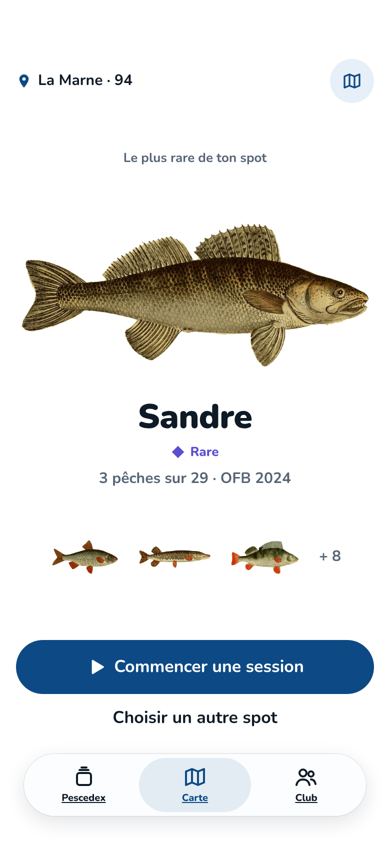 La Marne · 94
Le plus rare de ton spot
Sandre
Rare
3 pêches sur 29 · OFB 2024
+ 8
Commencer une session
Choisir un autre spot
Pescedex
Carte
Club